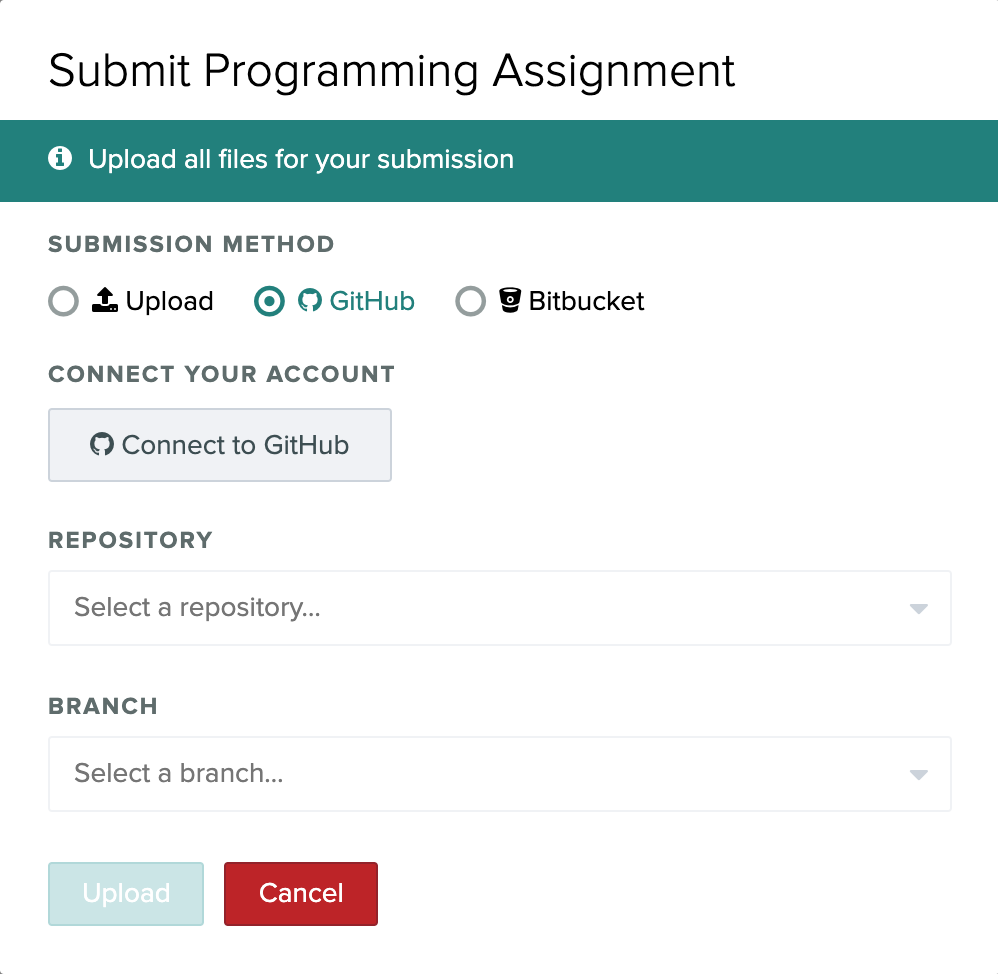 Submit Programming Assignment
Upload all files for your submission
SUBMISSION METHOD
Upload GitHub Bitbucket
CONNECT YOUR ACCOUNT
Connect to GitHub
REPOSITORY
Select a repository...
BRANCH
Select a branch...
Upload Cancel